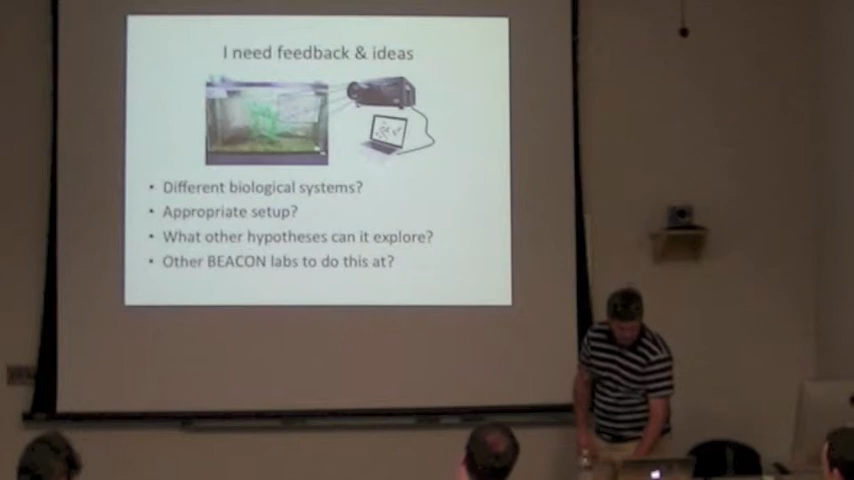 I need feedback & ideas
• Different biological systems?
• Appropriate setup?
• What other hypotheses can it explore?
• Other BEACON labs to do this at?